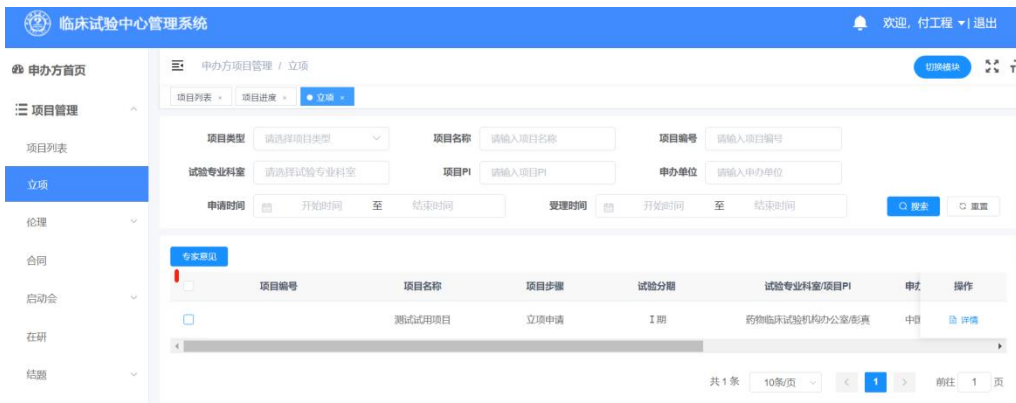 临床试验中心管理系统 欢迎, 付工程 | 退出
申办方首页 申办方项目管理 / 立项 切换模块
项目管理 项目列表 × 项目进度 × 立项 ×
项目列表
立项
伦理
合同
启动会
在研
结题
项目类型 请选择项目类型 项目名称 请输入项目名称 项目编号 请输入项目编号
试验专业科室 请选择试验专业科室 项目PI 请输入项目PI 申办单位 请输入申办单位
申请时间 开始时间 至 结束时间 受理时间 开始时间 至 结束时间 搜索 重置
专家意见
项目编号 项目名称 项目步骤 试验分期 试验专业科室/项目PI 申办 操作
测试试用项目 立项申请 I 期 药物临床试验机构办公室/彭真 中国 详情
共 1 条 10条/页 < 1 > 前往 1 页